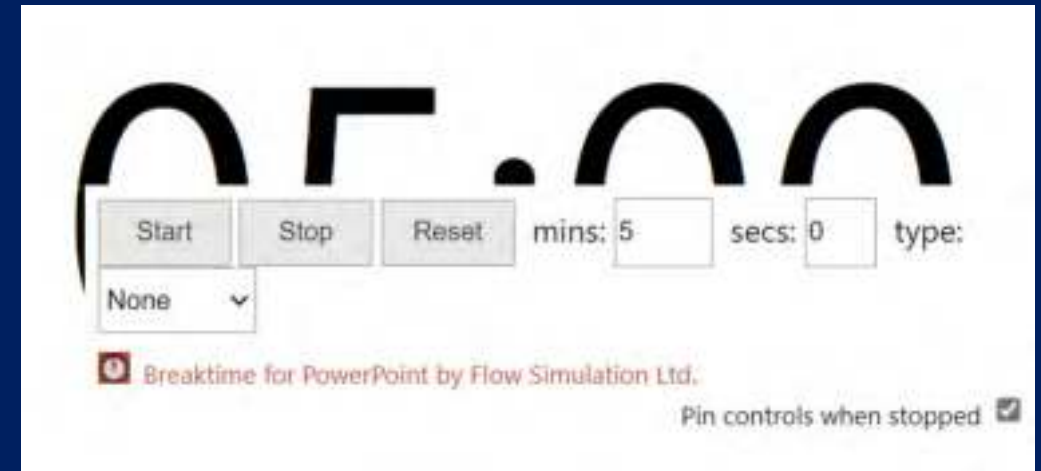 05:00
Start Stop Reset mins: 5 secs: 0 type:
None
Breaktime for PowerPoint by Flow Simulation Ltd.
Pin controls when stopped